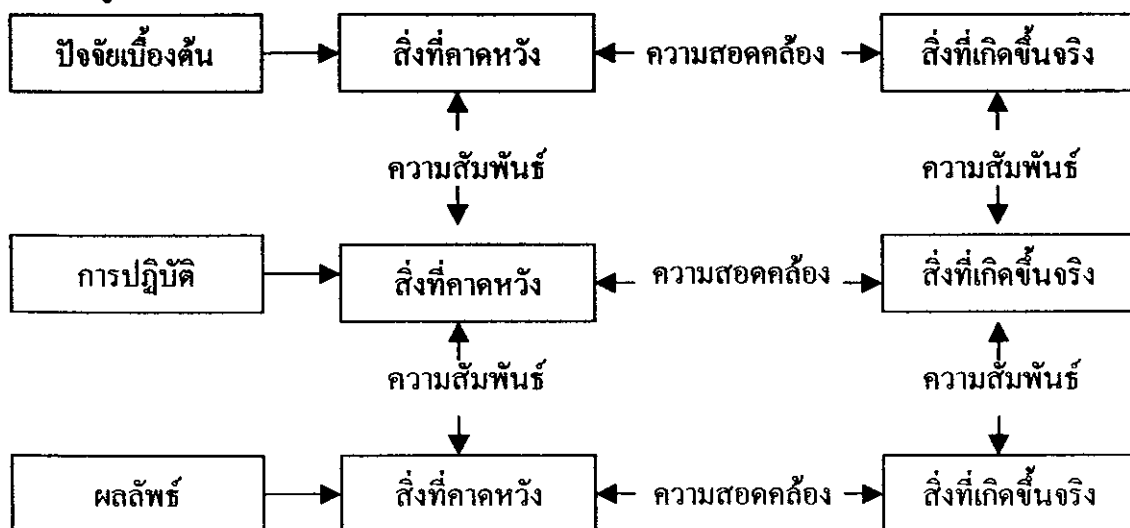 ปัจจัยเบื้องต้น สิ่งที่คาดหวัง ความสอดคล้อง สิ่งที่เกิดขึ้นจริง
ความสัมพันธ์ ความสัมพันธ์
การปฏิบัติ สิ่งที่คาดหวัง ความสอดคล้อง สิ่งที่เกิดขึ้นจริง
ความสัมพันธ์ ความสัมพันธ์
ผลลัพธ์ สิ่งที่คาดหวัง ความสอดคล้อง สิ่งที่เกิดขึ้นจริง